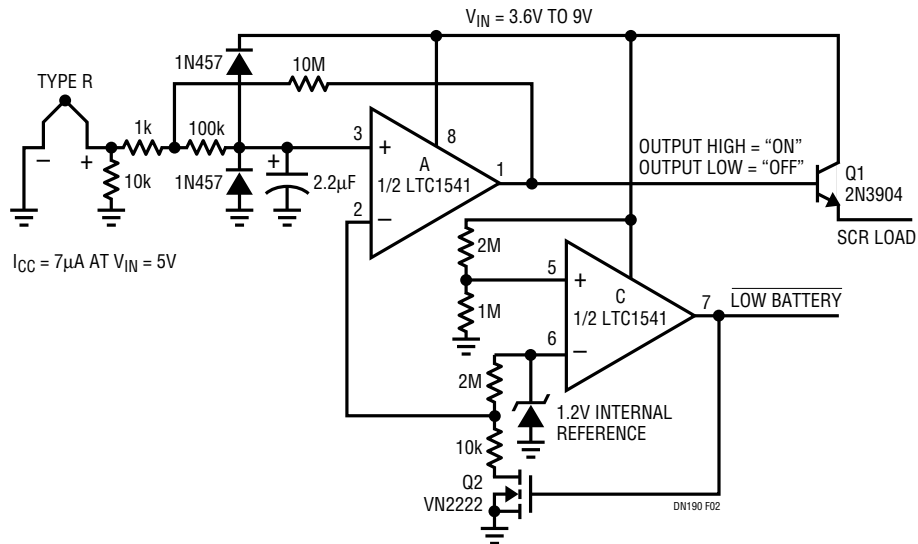 V_IN = 3.6V TO 9V
1N457
10M
TYPE R
1k
100k
3
+
8
A
1
1/2 LTC1541
OUTPUT HIGH = “ON”
OUTPUT LOW = “OFF”
Q1
2N3904
–
+
10k
1N457
+
2.2µF
2
–
SCR LOAD
I_CC = 7µA AT V_IN = 5V
2M
5
+
C
7
LOW BATTERY
1M
1/2 LTC1541
6
–
2M
1.2V INTERNAL
REFERENCE
10k
Q2
VN2222
DN190 F02